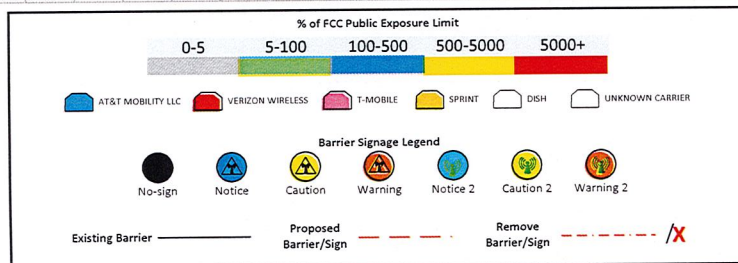 % of FCC Public Exposure Limit
0-5 5-100 100-500 500-5000 5000+
AT&T MOBILITY LLC VERIZON WIRELESS T-MOBILE SPRINT DISH UNKNOWN CARRIER
Barrier Signage Legend
No-sign Notice Caution Warning Notice 2 Caution 2 Warning 2
Existing Barrier Proposed Barrier/Sign Remove Barrier/Sign /X